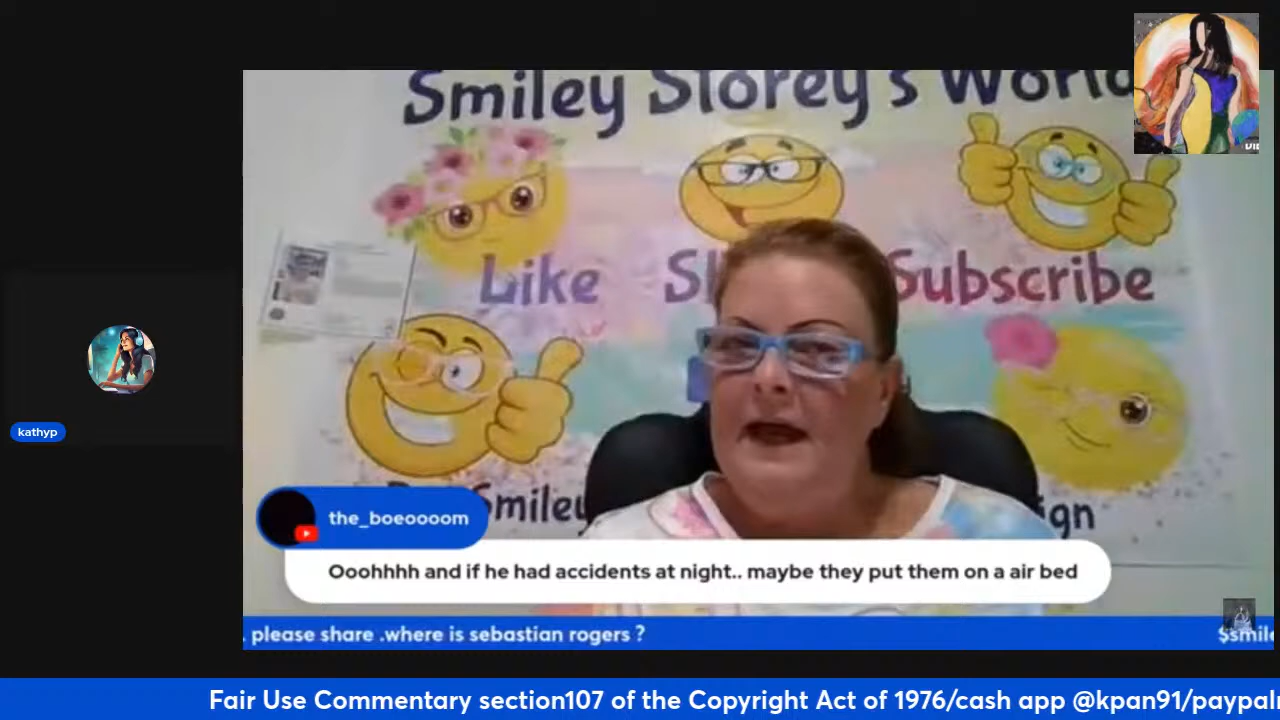 Smiley Storey's World
Like
Subscribe
Smiley
kathyp
the_boeoooom
Ooohhhh and if he had accidents at night.. maybe they put them on a air bed
. please share .where is sebastian rogers ?
$smile
Fair Use Commentary section107 of the Copyright Act of 1976/cash app @kpan91/paypal